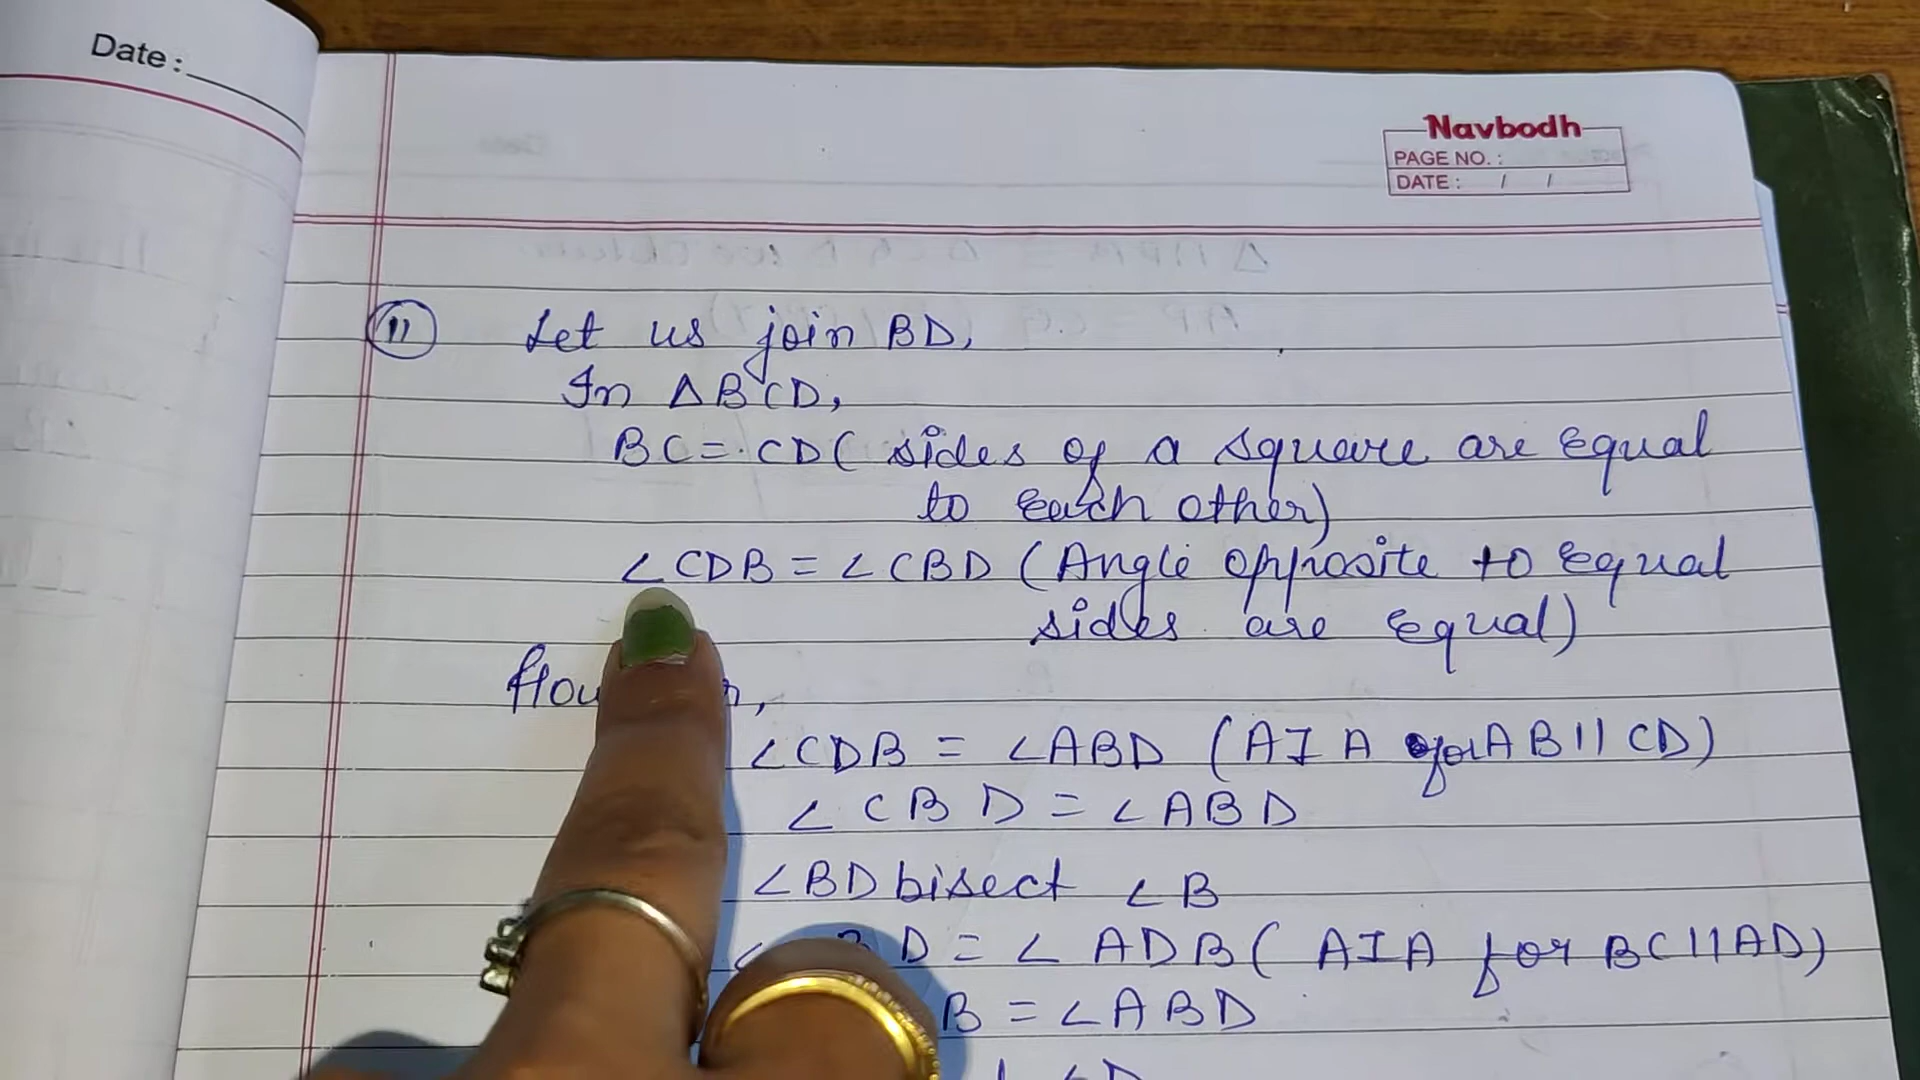 Date :
Navbodh
PAGE NO. :
DATE : / /
(11) Let us join BD,
In ΔBCD,
BC = CD ( sides of a square are equal
to each other)
∠CDB = ∠CBD (Angle opposite to equal
sides are equal)
∠CDB = ∠ABD (AIA for AB || CD)
∠CBD = ∠ABD
∠BD bisect ∠B
D = ∠ADB ( AIA for BC || AD)
B = ∠ABD